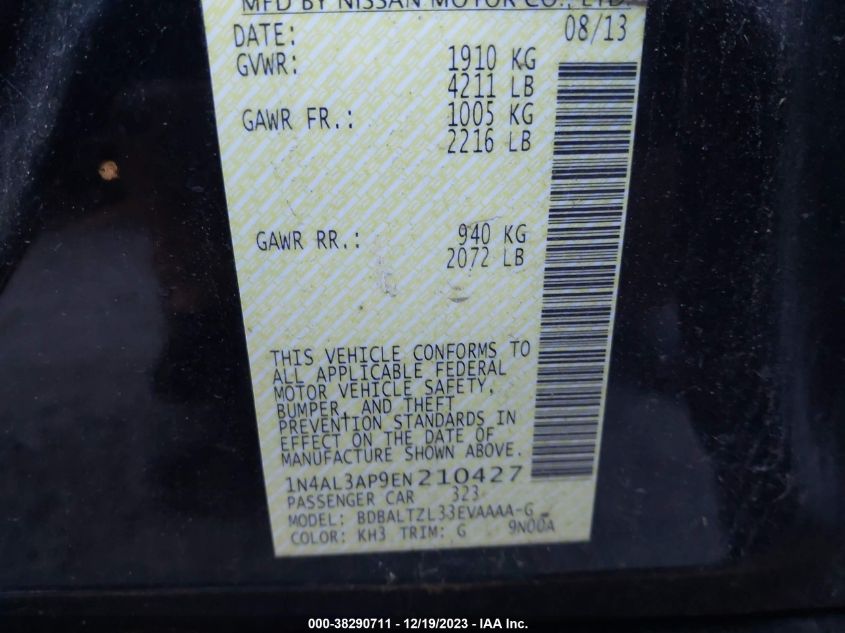 MFD BY NISSAN MOTOR CO., LTD.
DATE: 08/13
GVWR: 1910 KG
4211 LB
GAWR FR.: 1005 KG
2216 LB
GAWR RR.: 940 KG
2072 LB
THIS VEHICLE CONFORMS TO
ALL APPLICABLE FEDERAL
MOTOR VEHICLE SAFETY,
BUMPER, AND THEFT
PREVENTION STANDARDS IN
EFFECT ON THE DATE OF
MANUFACTURE SHOWN ABOVE.
1N4AL3AP9EN210427
PASSENGER CAR 323
MODEL: BDBALTZL33EVAAAA-G
COLOR: KH3 TRIM: G 9N00A
000-38290711 - 12/19/2023 - IAA Inc.